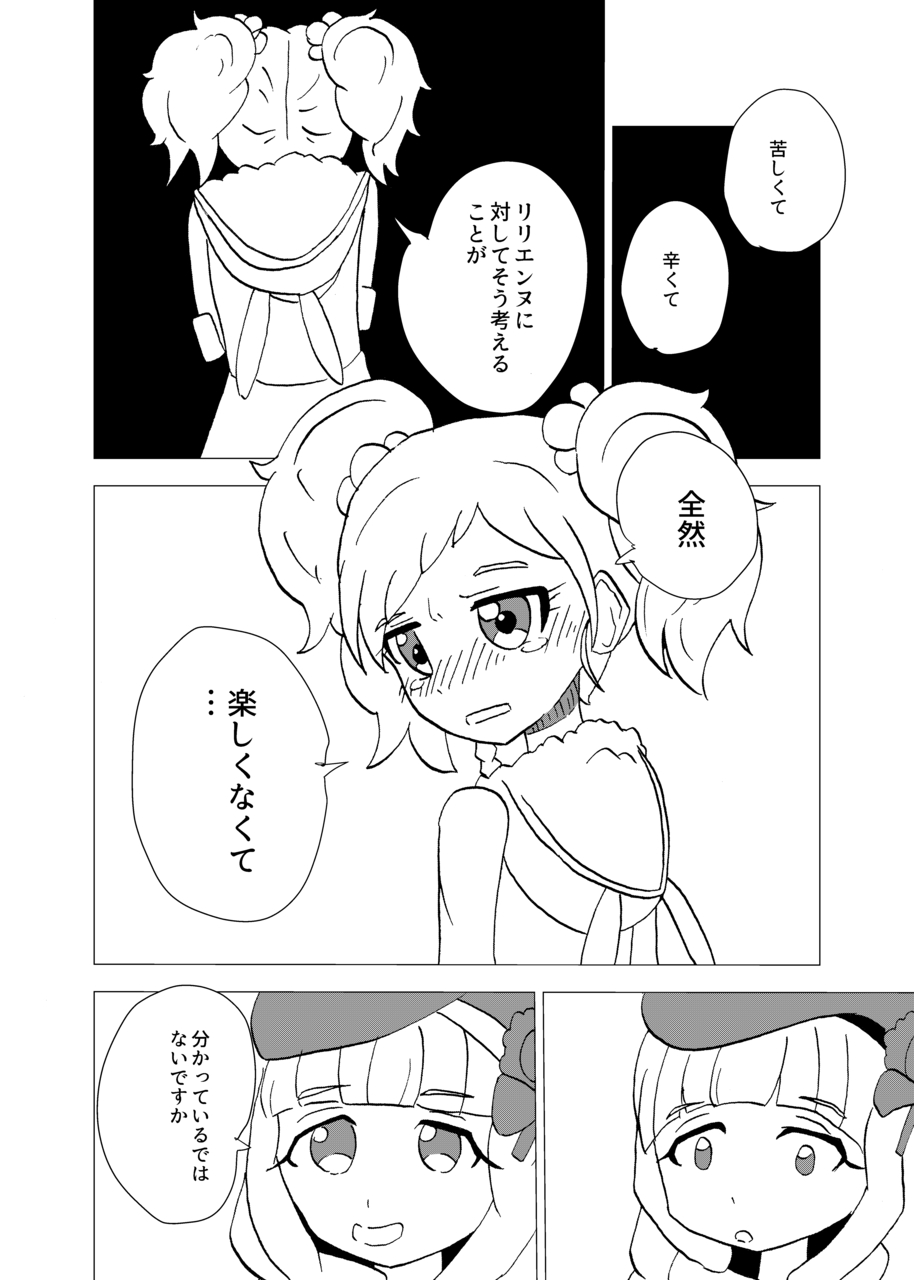 苦しくて
辛くて
リリエンヌに
対してそう考える
ことが
全然
楽しくなくて
…
分かっているでは
ないですか